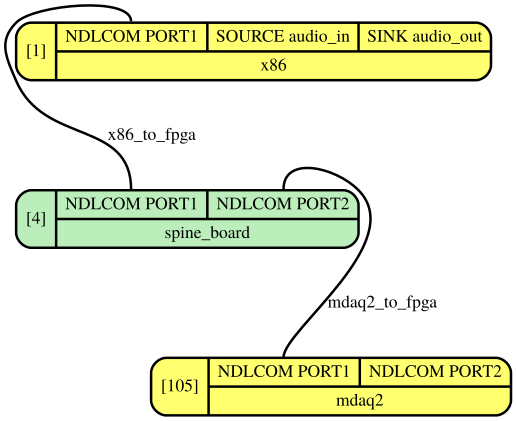 [1] NDLCOM PORT1 SOURCE audio_in SINK audio_out
x86
x86_to_fpga
[4] NDLCOM PORT1 NDLCOM PORT2
spine_board
mdaq2_to_fpga
[105] NDLCOM PORT1 NDLCOM PORT2
mdaq2